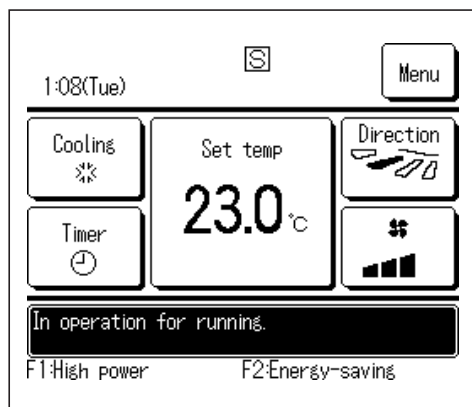 S
1:08(Tue)
Menu
Cooling
Set temp
Direction
23.0 °C
Timer
In operation for running.
F1:High power F2:Energy-saving